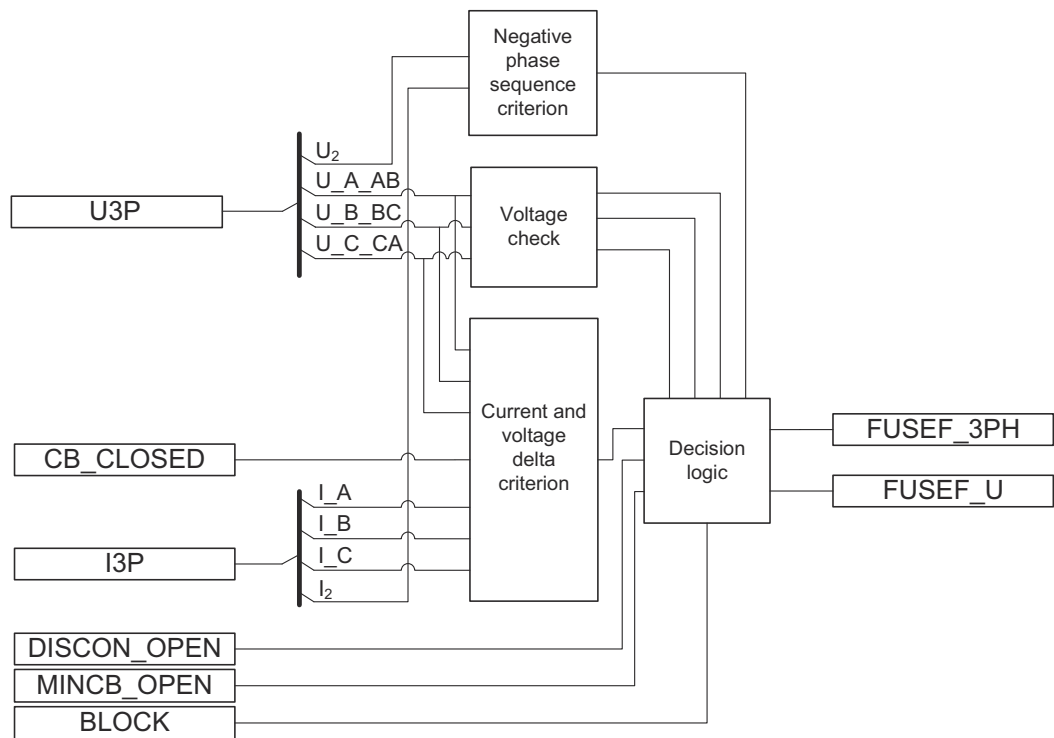 Negative
phase
sequence
criterion
U₂
U_A_AB
U3P
U_B_BC
U_C_CA
Voltage
check
Current and
voltage
delta
criterion
Decision
logic
FUSEF_3PH
FUSEF_U
CB_CLOSED
I_A
I_B
I3P
I_C
I₂
DISCON_OPEN
MINCB_OPEN
BLOCK